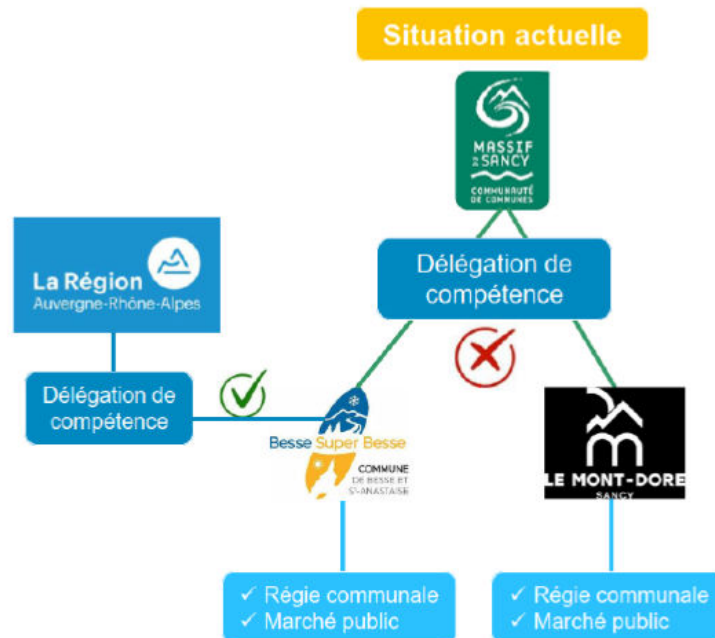 Situation actuelle
MASSIF
DU SANCY
COMMUNAUTÉ
DE COMMUNES
La Région
Auvergne-Rhône-Alpes
Délégation de
compétence
Délégation de
compétence
Besse Super Besse
COMMUNE
DE BESSE ET
ST-ANASTAISE
LE MONT-DORE
SANCY
✓ Régie communale
✓ Marché public
✓ Régie communale
✓ Marché public